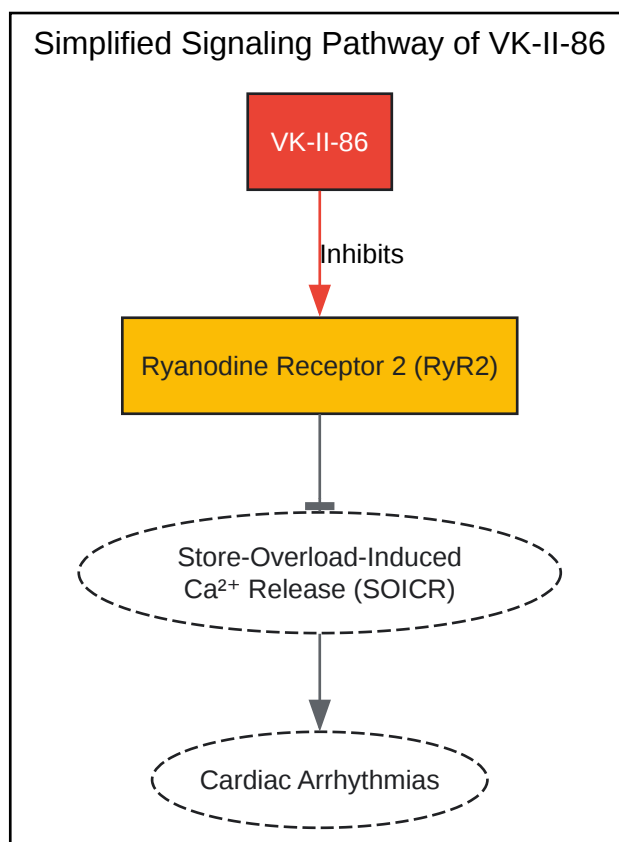 Simplified Signaling Pathway of VK-II-86
VK-II-86
Inhibits
Ryanodine Receptor 2 (RyR2)
Store-Overload-Induced
Ca²⁺ Release (SOICR)
Cardiac Arrhythmias